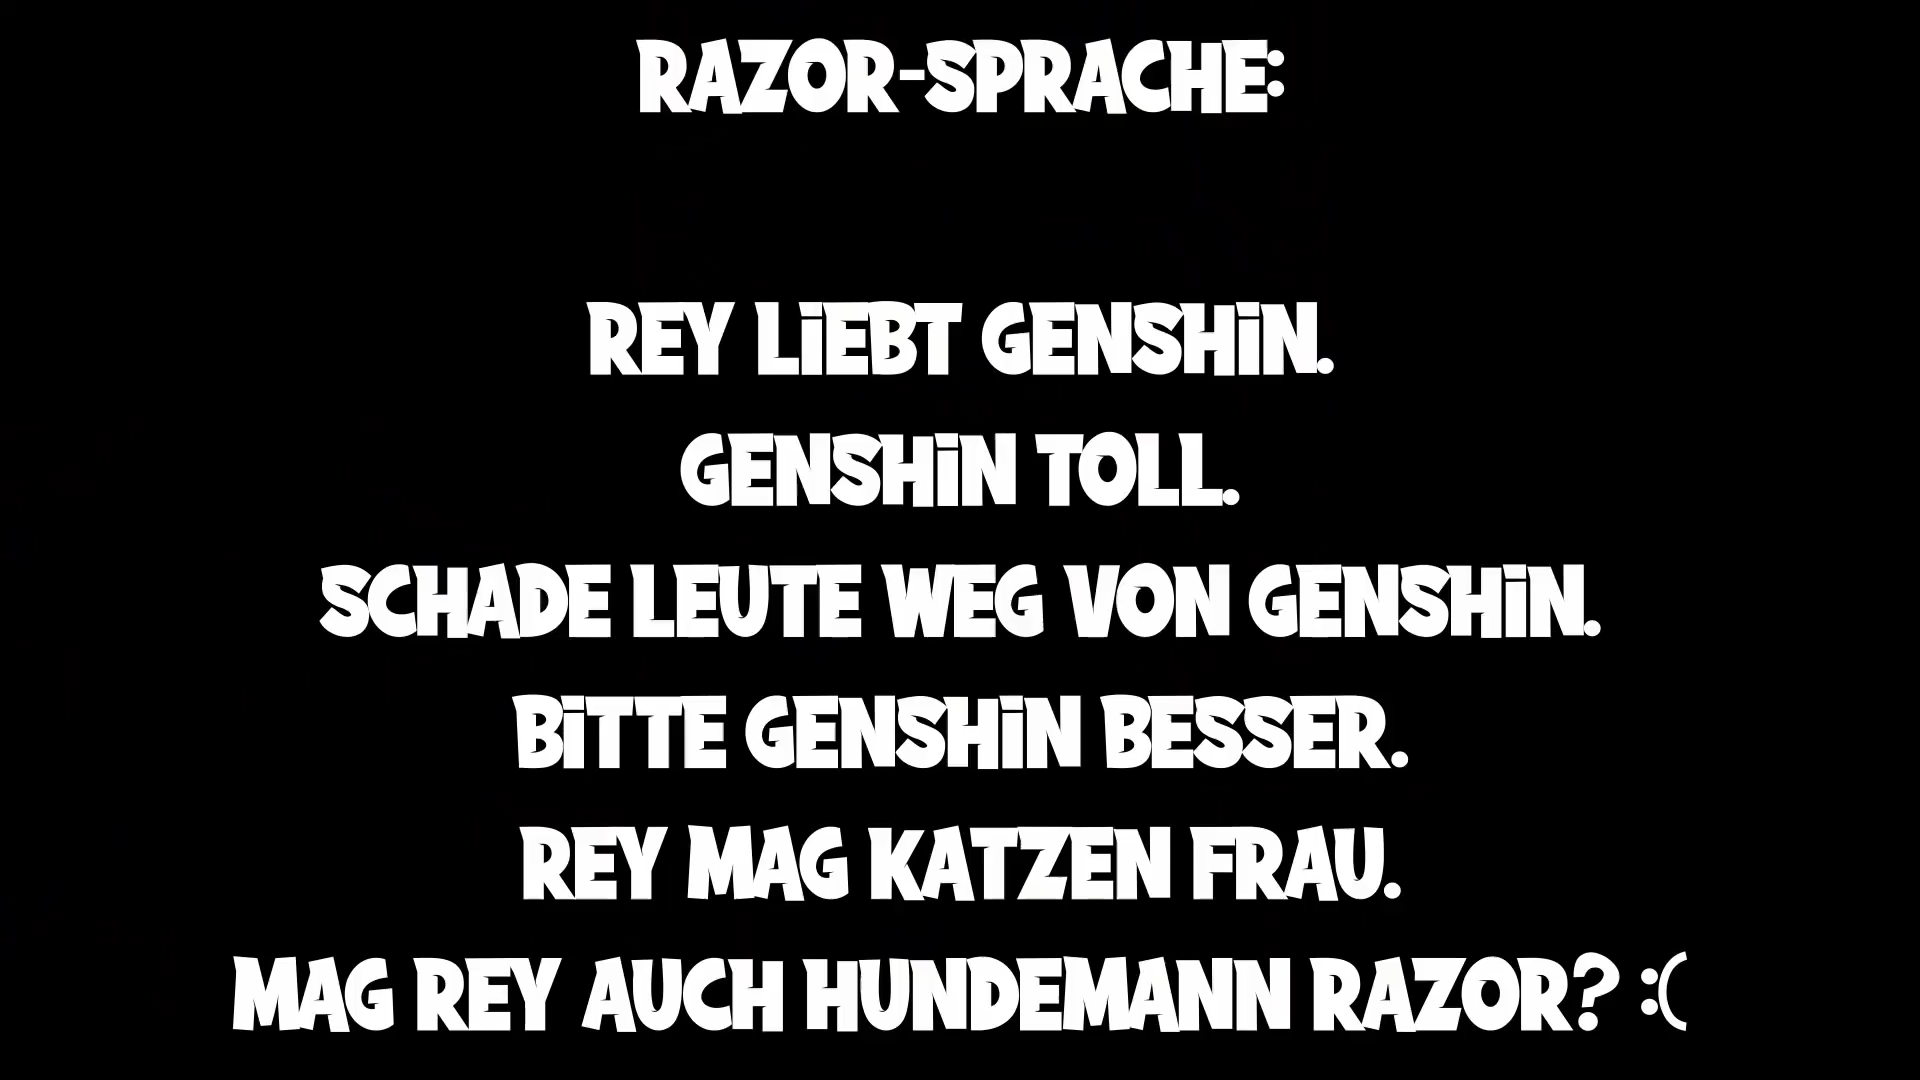 RAZOR-SPRACHE:
REY LIEBT GENSHIN.
GENSHIN TOLL.
SCHADE LEUTE WEG VON GENSHIN.
BITTE GENSHIN BESSER.
REY MAG KATZEN FRAU.
MAG REY AUCH HUNDEMANN RAZOR? :(